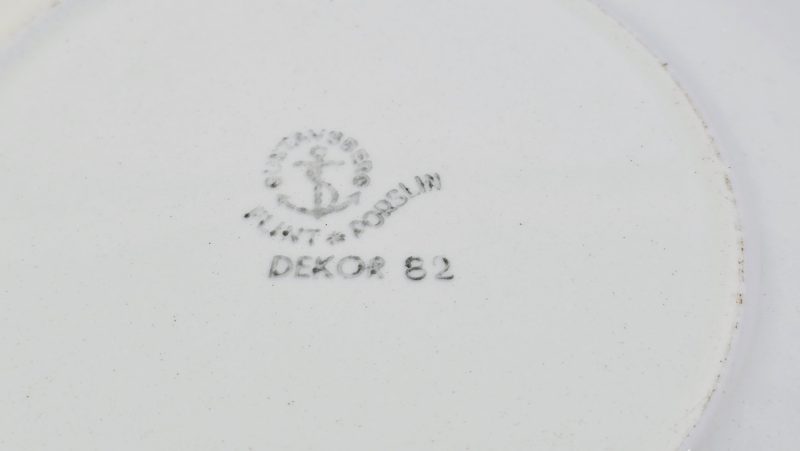 GUSTAVSBERG
FLINT PORSLIN
DEKOR 82